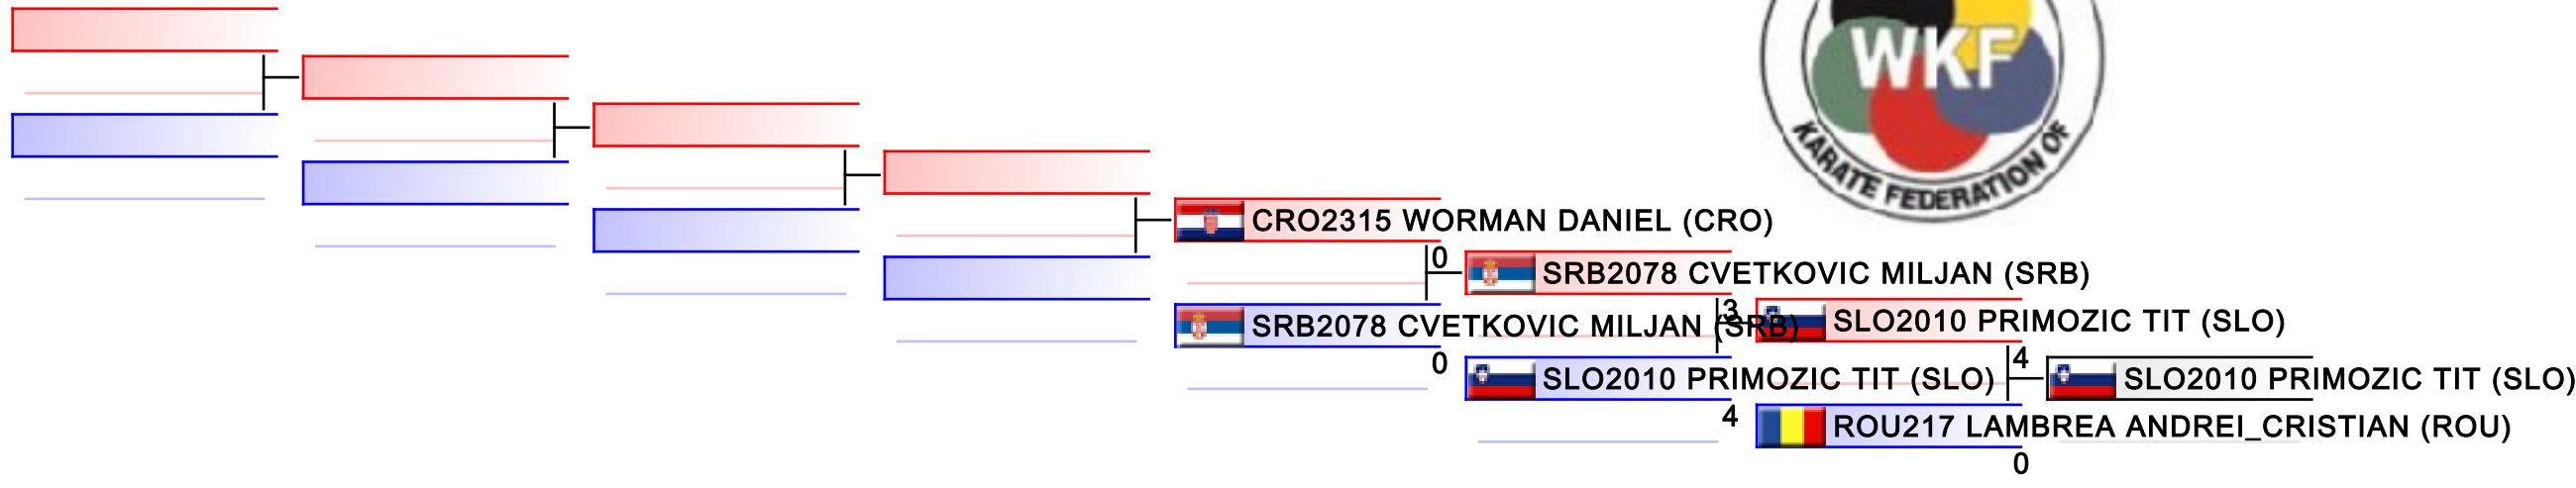 WKF
KARATE FEDERATION OF
CRO2315 WORMAN DANIEL (CRO)
0
SRB2078 CVETKOVIC MILJAN (SRB)
SRB2078 CVETKOVIC MILJAN (SRB)
0
3
SLO2010 PRIMOZIC TIT (SLO)
SLO2010 PRIMOZIC TIT (SLO)
4
4
SLO2010 PRIMOZIC TIT (SLO)
ROU217 LAMBREA ANDREI_CRISTIAN (ROU)
0